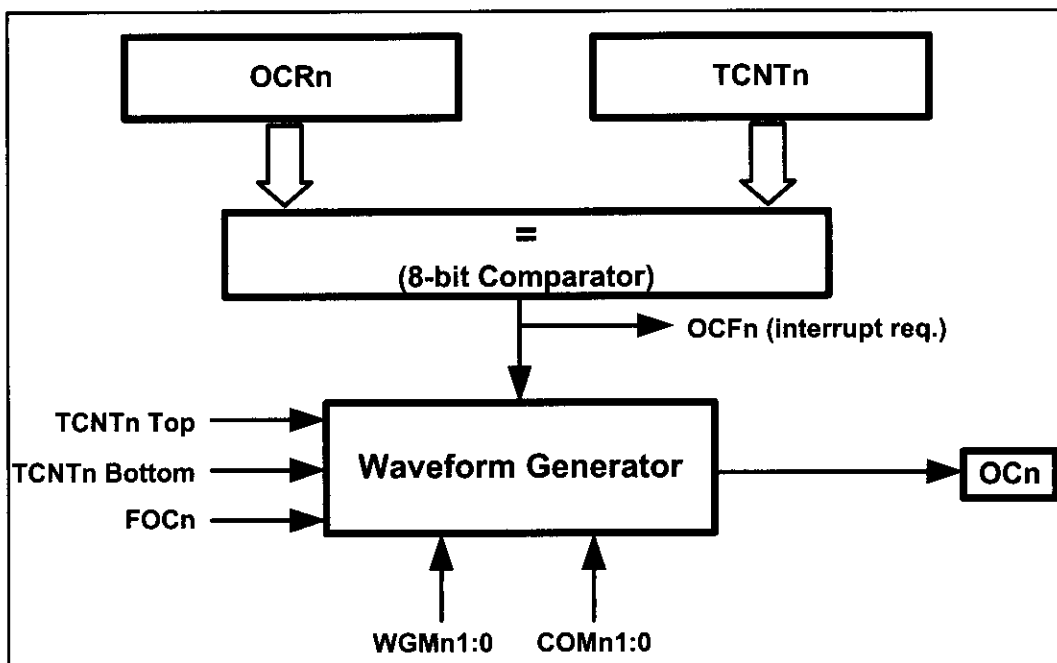 OCRn
TCNTn
=
(8-bit Comparator)
OCFn (interrupt req.)
TCNTn Top
TCNTn Bottom
FOCn
Waveform Generator
OCn
WGMn1:0
COMn1:0